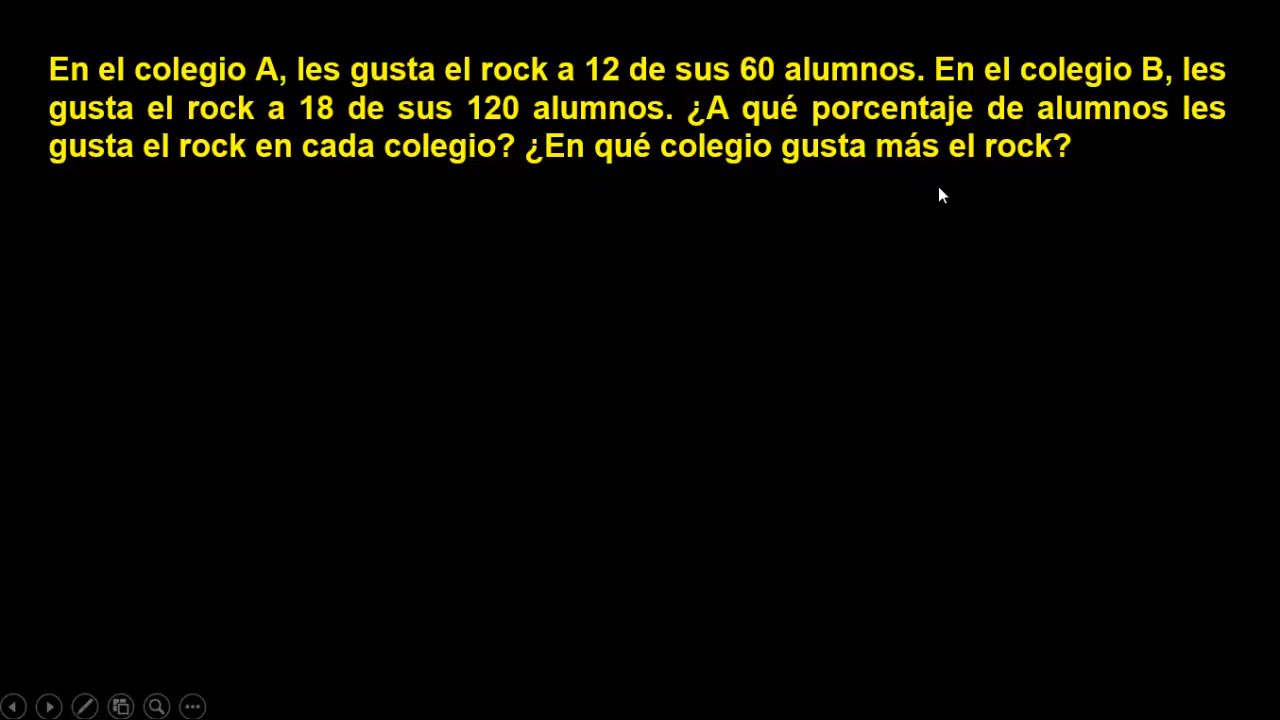 En el colegio A, les gusta el rock a 12 de sus 60 alumnos. En el colegio B, les
gusta el rock a 18 de sus 120 alumnos. ¿A qué porcentaje de alumnos les
gusta el rock en cada colegio? ¿En qué colegio gusta más el rock?